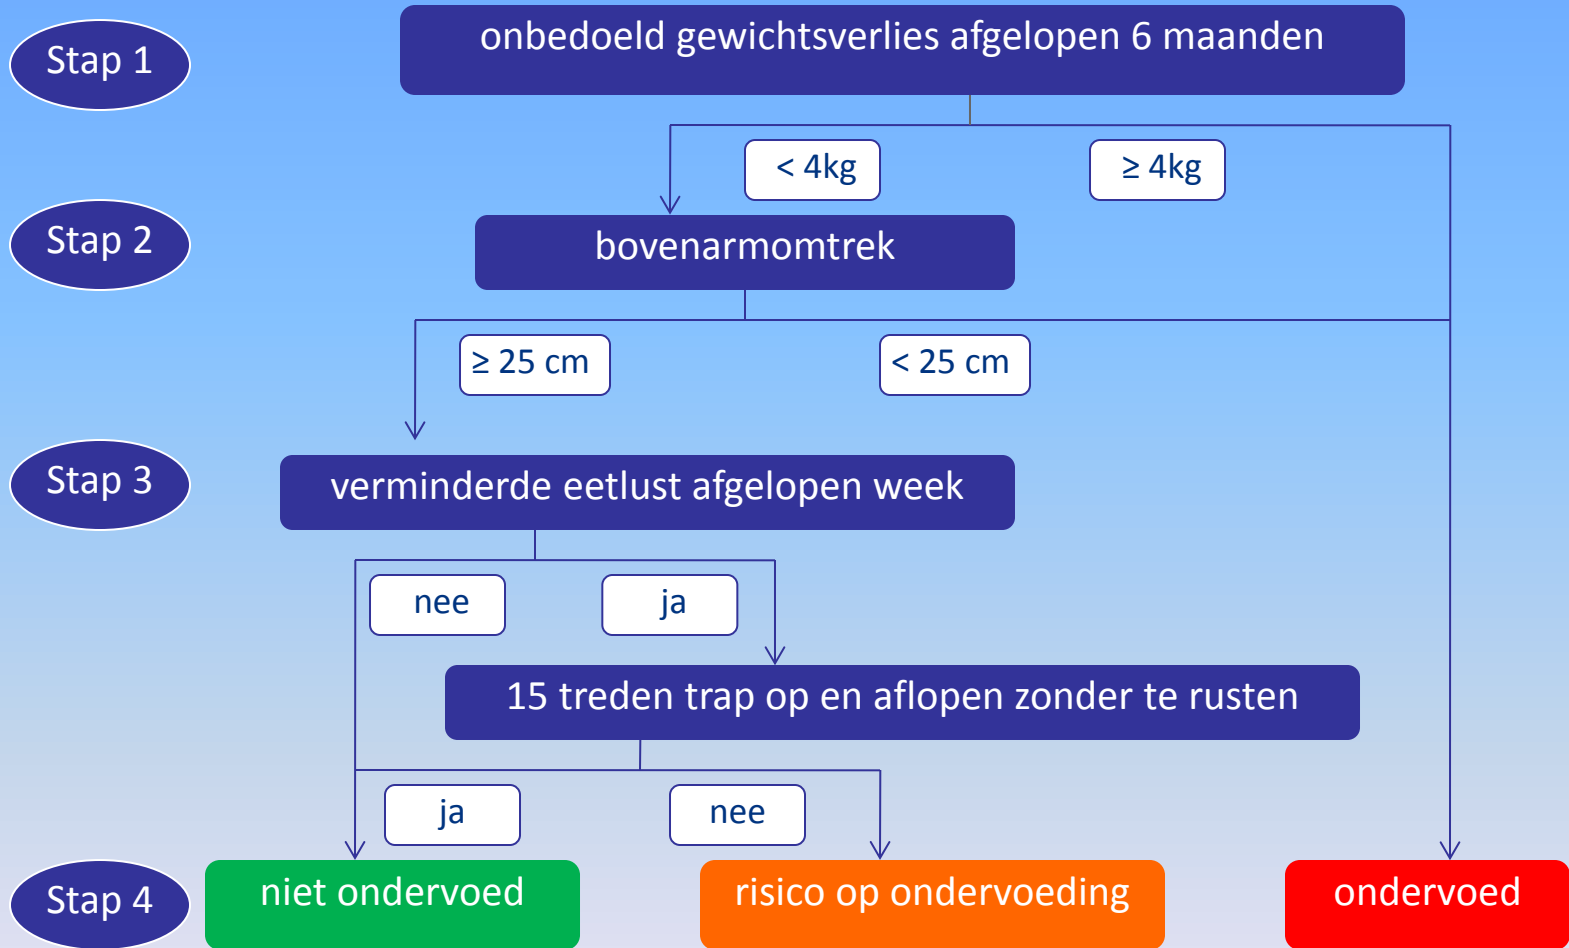 Stap 1
onbedoeld gewichtsverlies afgelopen 6 maanden
< 4kg
≥ 4kg
Stap 2
bovenarmomtrek
≥ 25 cm
< 25 cm
Stap 3
verminderde eetlust afgelopen week
nee
ja
15 treden trap op en aflopen zonder te rusten
ja
nee
Stap 4
niet ondervoed
risico op ondervoeding
ondervoed